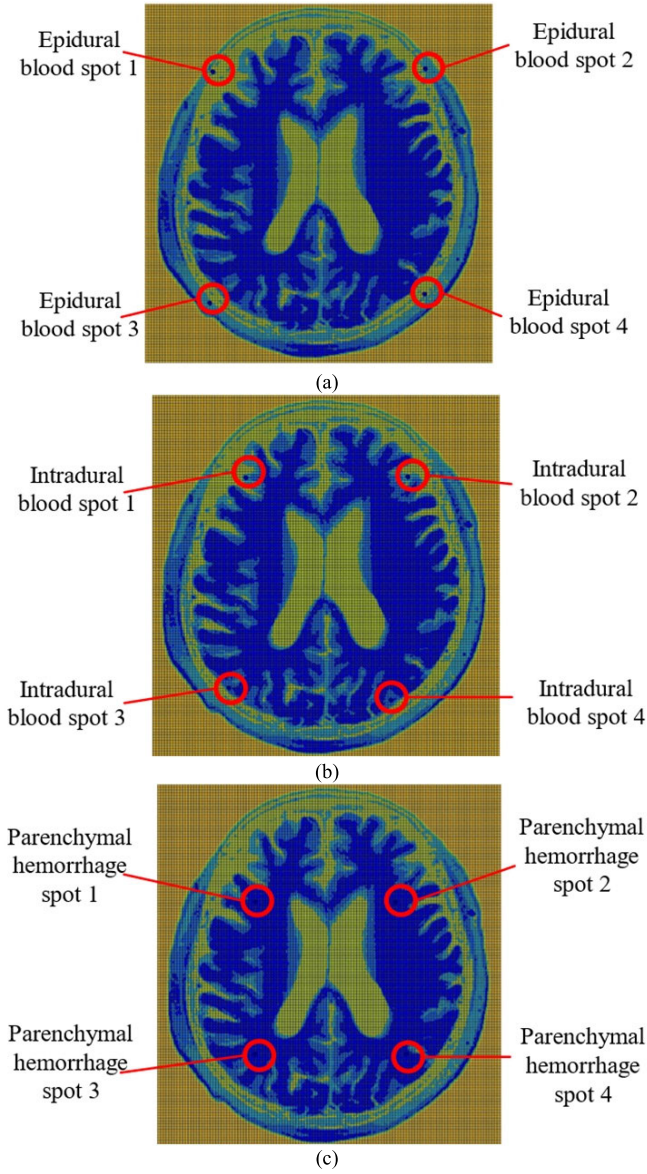 Epidural
blood spot 1
Epidural
blood spot 2
Epidural
blood spot 3
Epidural
blood spot 4
(a)
Intradural
blood spot 1
Intradural
blood spot 2
Intradural
blood spot 3
Intradural
blood spot 4
(b)
Parenchymal
hemorrhage
spot 1
Parenchymal
hemorrhage
spot 2
Parenchymal
hemorrhage
spot 3
Parenchymal
hemorrhage
spot 4
(c)